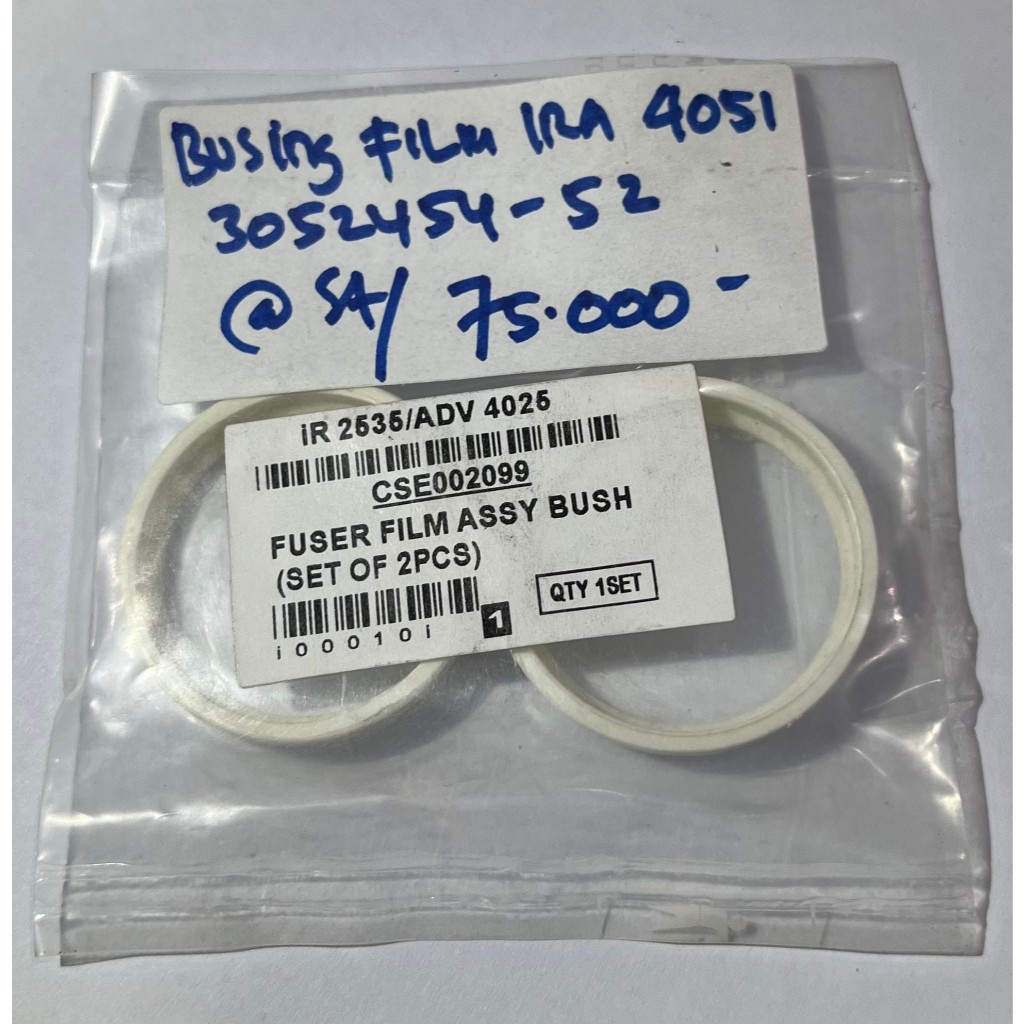 BUSING FILM IRA 4051
3052454-52
@ SA/ 75.000-
iR 2535/ADV 4025
CSE002099
FUSER FILM ASSY BUSH
(SET OF 2PCS)
QTY 1SET
i00010i
1